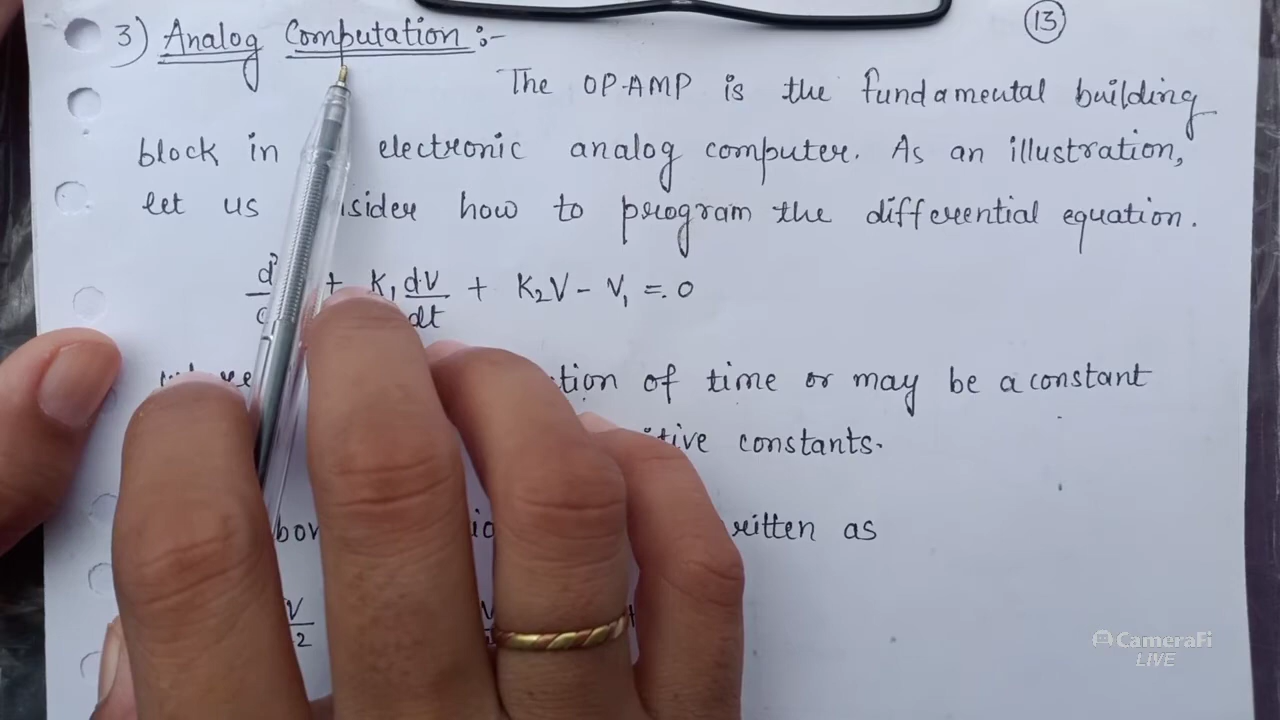 13
3) Analog Computation :-
The OP-AMP is the fundamental building
block in electronic analog computer. As an illustration,
let us how to program the differential equation.
+ K₁ dV/dt + K₂V - V₁ = 0
of time or may be a constant
constants.
written as
CameraFi
LIVE